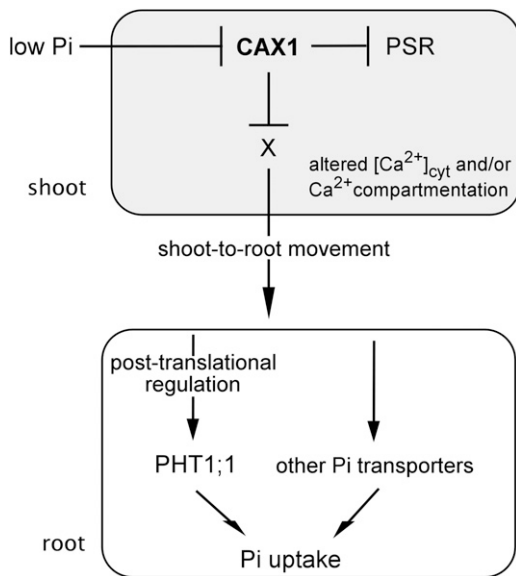 low Pi CAX1 PSR
X
altered [Ca²⁺]cyt and/or
Ca²⁺compartmentation
shoot
shoot-to-root movement
post-translational
regulation
PHT1;1 other Pi transporters
root
Pi uptake